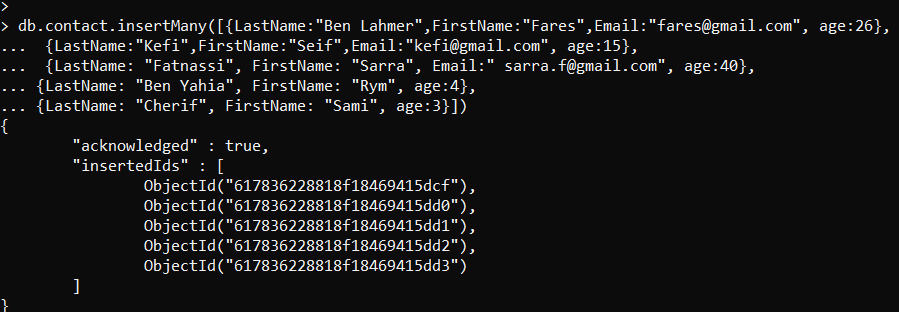 >
> db.contact.insertMany([{LastName:"Ben Lahmer",FirstName:"Fares",Email:"fares@gmail.com", age:26},
...  {LastName:"Kefi",FirstName:"Seif",Email:"kefi@gmail.com", age:15},
...  {LastName: "Fatnassi", FirstName: "Sarra", Email:" sarra.f@gmail.com", age:40},
... {LastName: "Ben Yahia", FirstName: "Rym", age:4},
... {LastName: "Cherif", FirstName: "Sami", age:3}])
{
        "acknowledged" : true,
        "insertedIds" : [
                ObjectId("617836228818f18469415dcf"),
                ObjectId("617836228818f18469415dd0"),
                ObjectId("617836228818f18469415dd1"),
                ObjectId("617836228818f18469415dd2"),
                ObjectId("617836228818f18469415dd3")
        ]
}